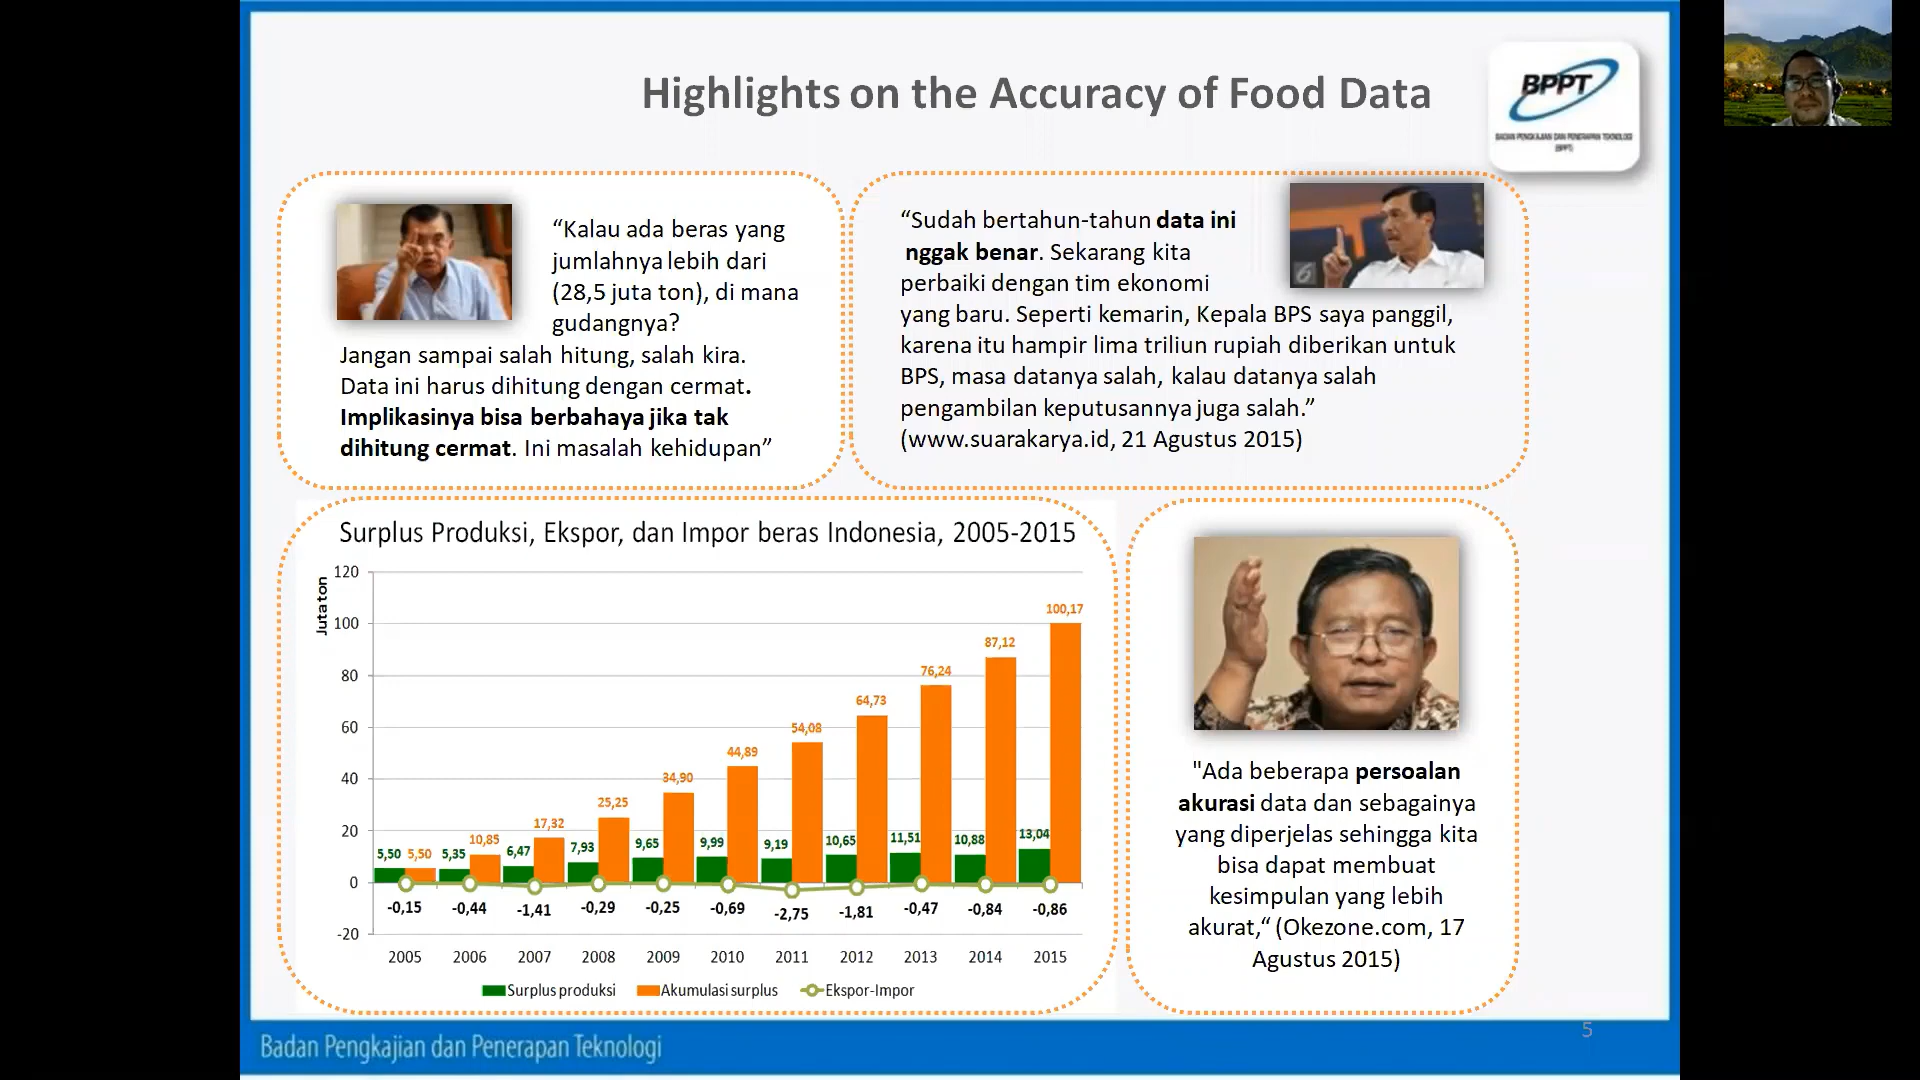 Highlights on the Accuracy of Food Data
BPPT
BADAN PENGKAJIAN DAN PENERAPAN TEKNOLOGI
(BPPT)
“Kalau ada beras yang
jumlahnya lebih dari
(28,5 juta ton), di mana
gudangnya?
Jangan sampai salah hitung, salah kira.
Data ini harus dihitung dengan cermat.
Implikasinya bisa berbahaya jika tak
dihitung cermat. Ini masalah kehidupan”
“Sudah bertahun-tahun data ini
nggak benar. Sekarang kita
perbaiki dengan tim ekonomi
yang baru. Seperti kemarin, Kepala BPS saya panggil,
karena itu hampir lima triliun rupiah diberikan untuk
BPS, masa datanya salah, kalau datanya salah
pengambilan keputusannya juga salah.”
(www.suarakarya.id, 21 Agustus 2015)
6
Surplus Produksi, Ekspor, dan Impor beras Indonesia, 2005-2015
Juta ton
120
100
80
60
40
20
0
-20
5,50 5,35 6,47 7,93 9,65 9,99 9,19 10,65 11,51 10,88 13,04
5,50 10,85 17,32 25,25 34,90 44,89 54,08 64,73 76,24 87,12 100,17
-0,15 -0,44 -1,41 -0,29 -0,25 -0,69 -2,75 -1,81 -0,47 -0,84 -0,86
2005 2006 2007 2008 2009 2010 2011 2012 2013 2014 2015
Surplus produksi Akumulasi surplus Ekspor-Impor
"Ada beberapa persoalan
akurasi data dan sebagainya
yang diperjelas sehingga kita
bisa dapat membuat
kesimpulan yang lebih
akurat,“ (Okezone.com, 17
Agustus 2015)
5
Badan Pengkajian dan Penerapan Teknologi